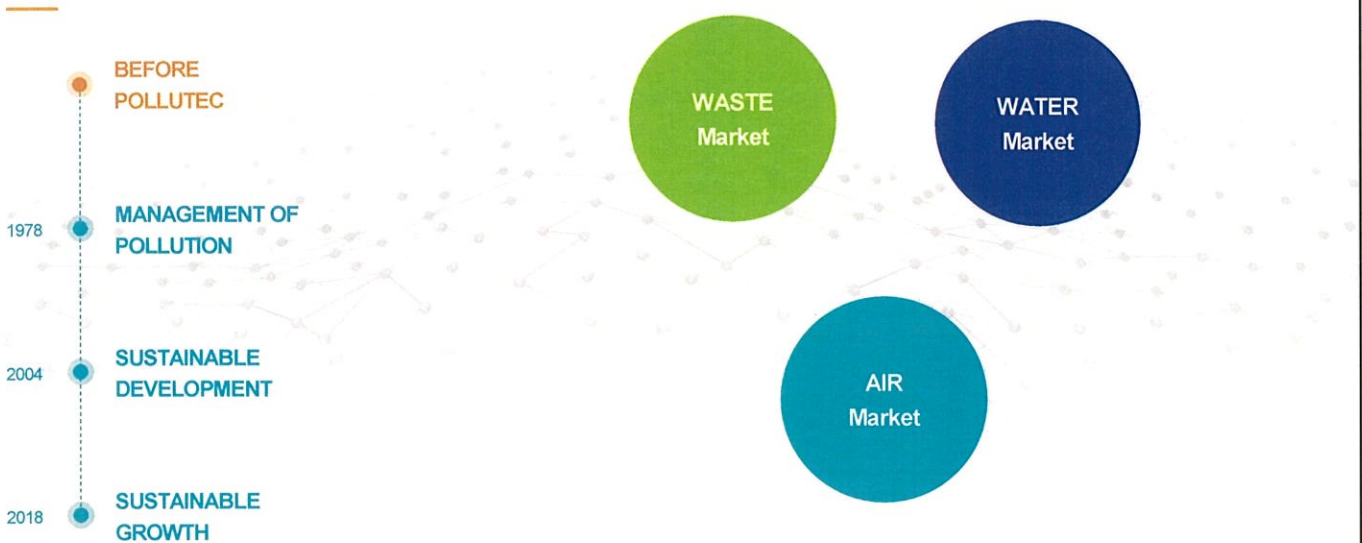 BEFORE
POLLUTEC
1978
MANAGEMENT OF
POLLUTION
2004
SUSTAINABLE
DEVELOPMENT
2018
SUSTAINABLE
GROWTH
WASTE
Market
WATER
Market
AIR
Market